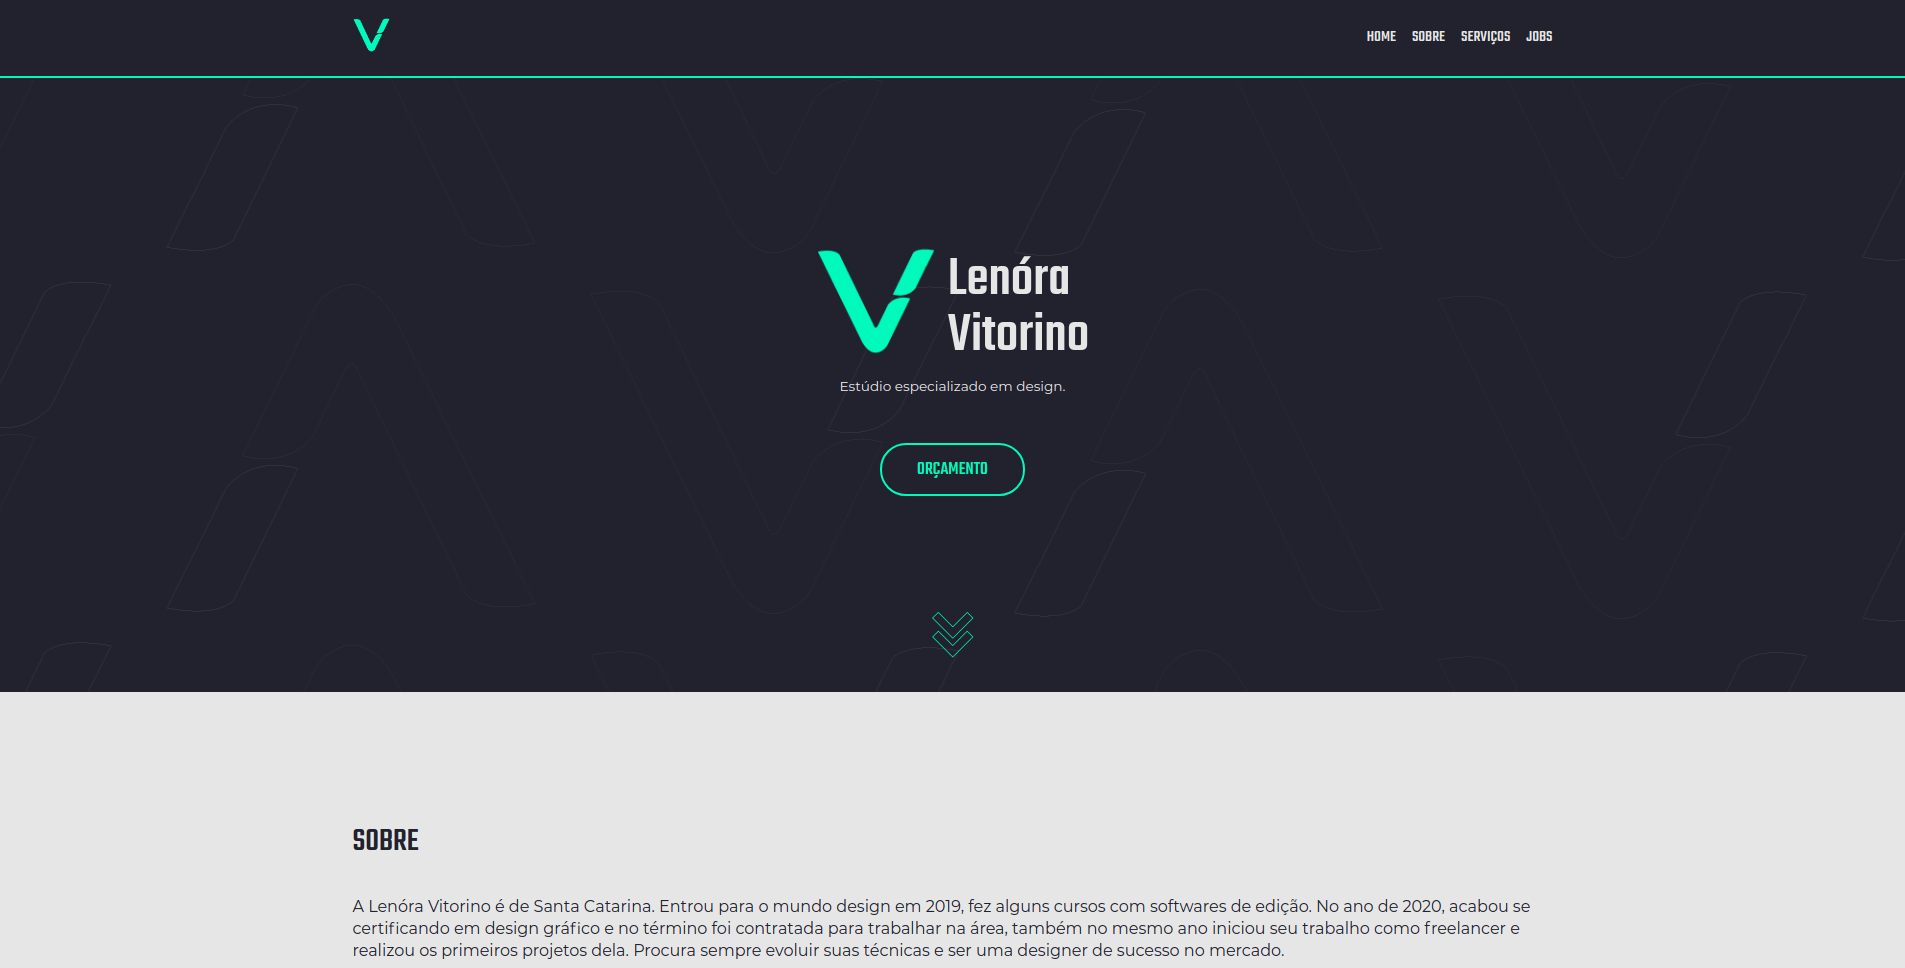 HOME SOBRE SERVIÇOS JOBS
Lenóra
Vitorino
Estúdio especializado em design.
ORÇAMENTO
SOBRE
A Lenóra Vitorino é de Santa Catarina. Entrou para o mundo design em 2019, fez alguns cursos com softwares de edição. No ano de 2020, acabou se
certificando em design gráfico e no término foi contratada para trabalhar na área, também no mesmo ano iniciou seu trabalho como freelancer e
realizou os primeiros projetos dela. Procura sempre evoluir suas técnicas e ser uma designer de sucesso no mercado.